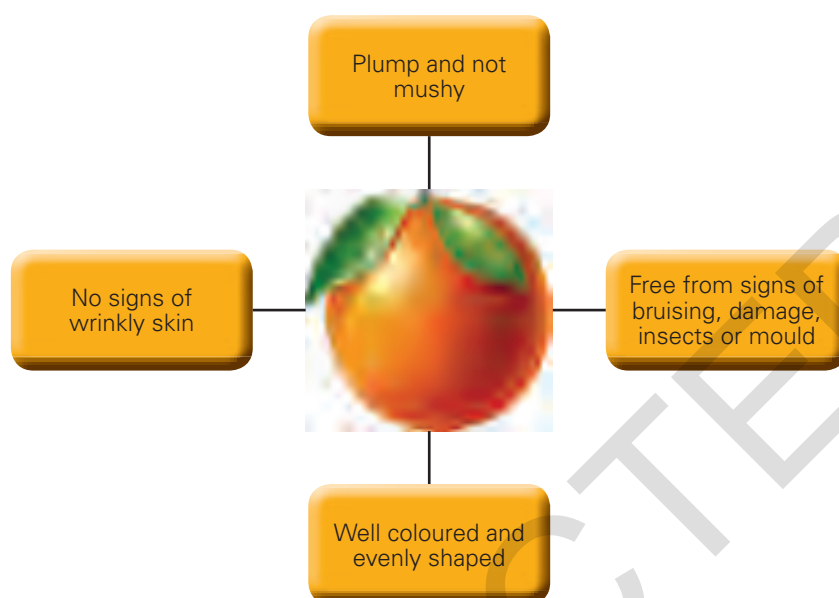 Plump and not
mushy
No signs of
wrinkly skin
Free from signs of
bruising, damage,
insects or mould
Well coloured and
evenly shaped